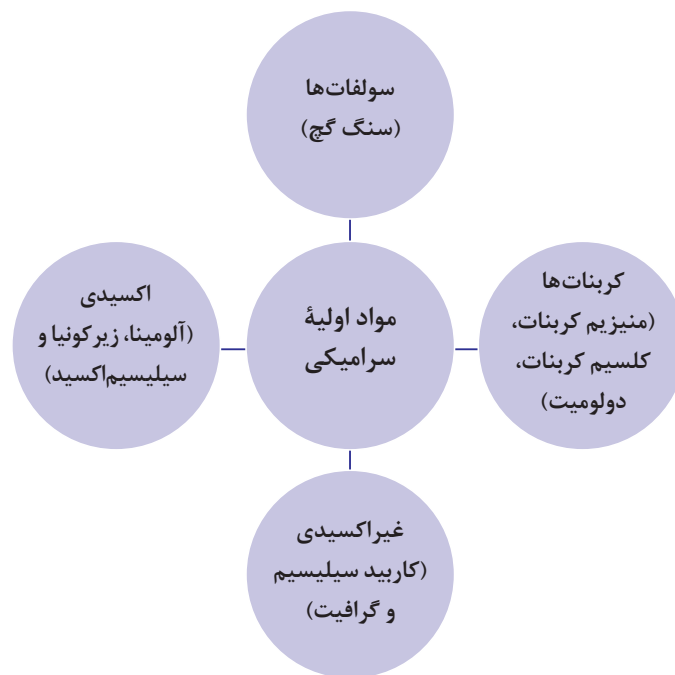 سولفات‌ها
(سنگ گچ)
کربنات‌ها
(منیزیم کربنات،
کلسیم کربنات،
دولومیت)
مواد اولیهٔ
سرامیکی
اکسیدی
(آلومینا، زیرکونیا و
سیلیسیم‌اکسید)
غیراکسیدی
(کاربید سیلیسیم
و گرافیت)